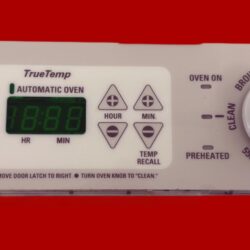 TrueTemp
AUTOMATIC OVEN
HR MIN
HOUR MIN.
TEMP
RECALL
OVEN ON
CLEAN
PREHEATED
MOVE DOOR LATCH TO RIGHT ● TURN OVEN KNOB TO "CLEAN."